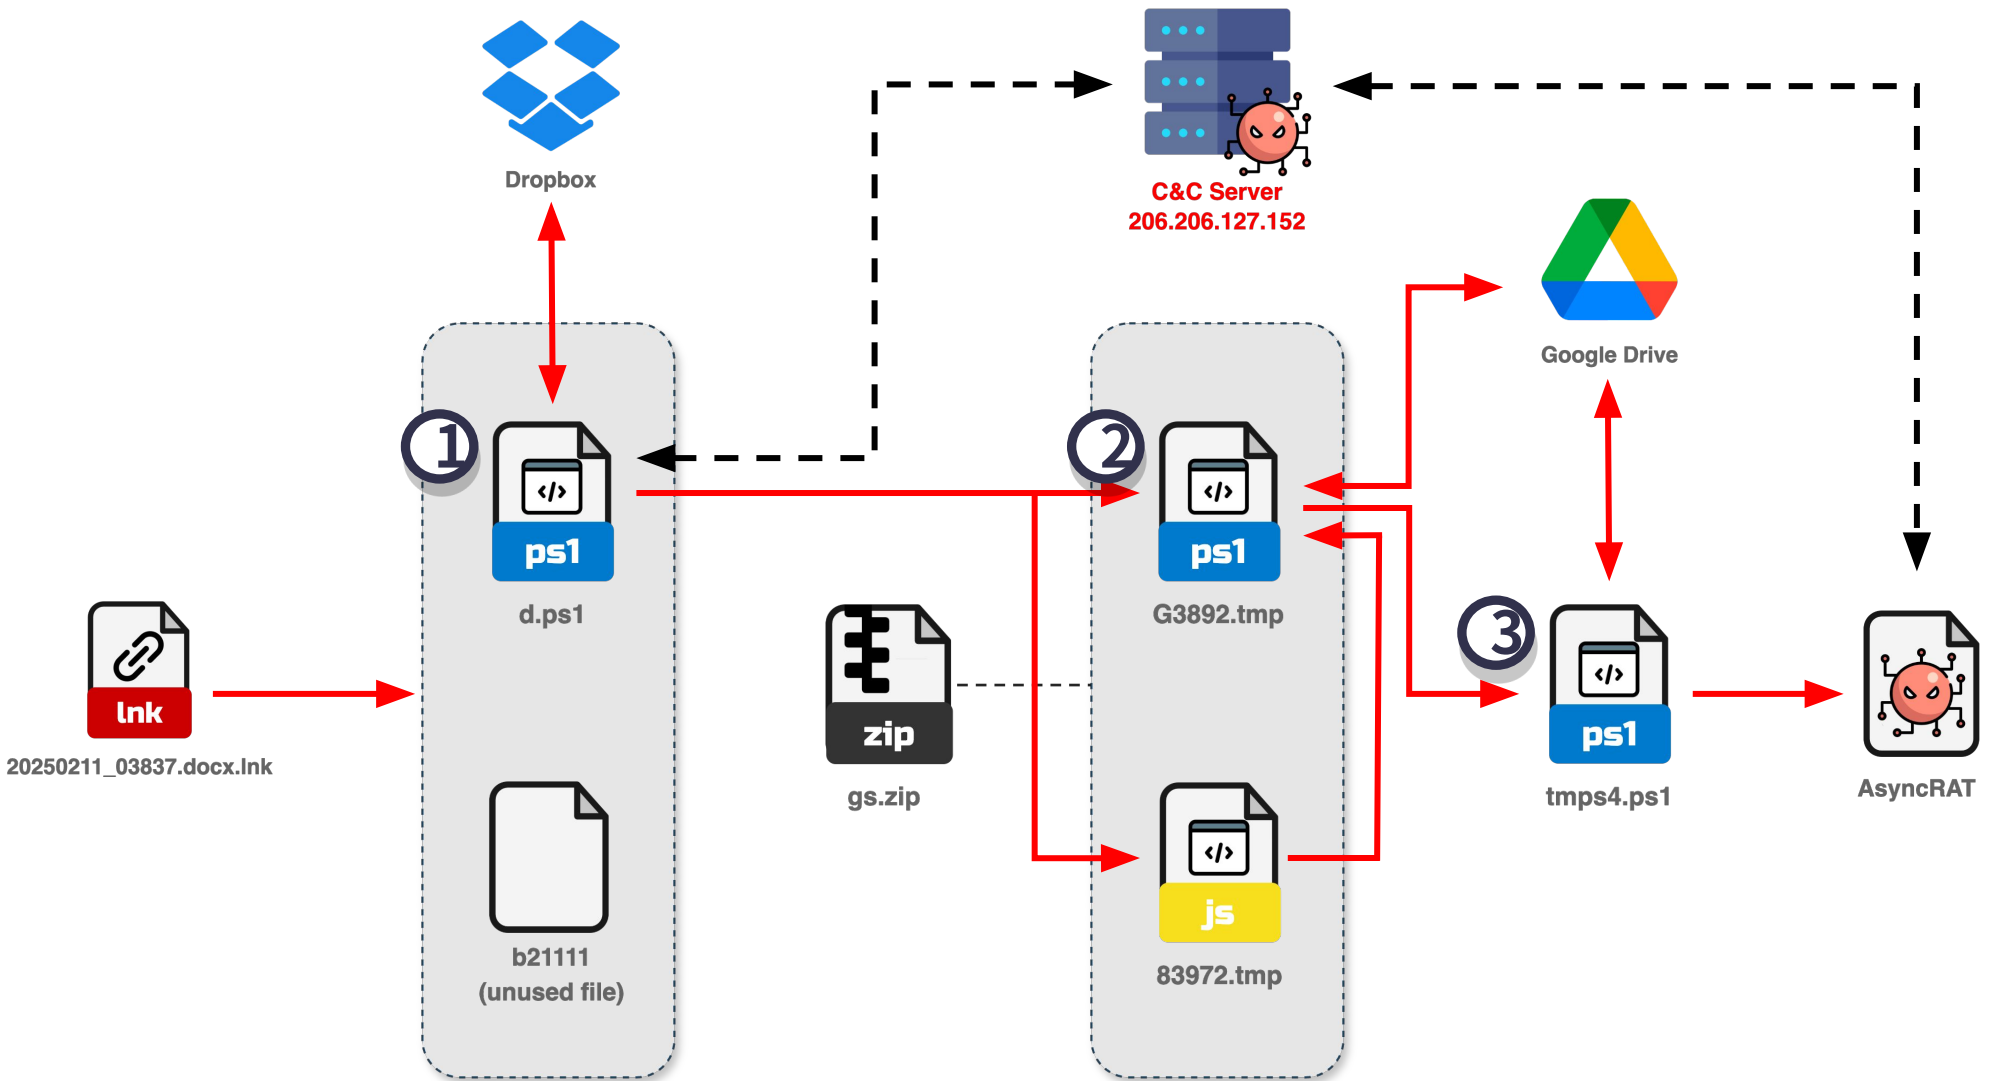 Dropbox
C&C Server
206.206.127.152
Google Drive
1
</>
ps1
d.ps1
2
</>
ps1
G3892.tmp
lnk
20250211_03837.docx.lnk
zip
gs.zip
3
</>
ps1
tmps4.ps1
AsyncRAT
b21111
(unused file)
</>
js
83972.tmp